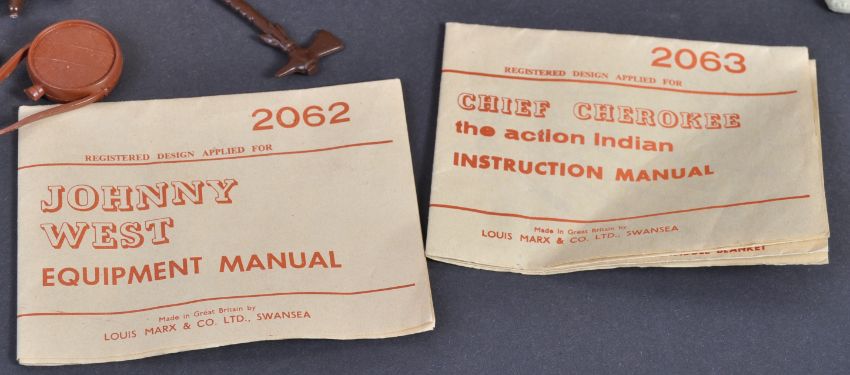 2062
REGISTERED DESIGN APPLIED FOR
JOHNNY
WEST
EQUIPMENT MANUAL
Made in Great Britain by
LOUIS MARX & CO. LTD., SWANSEA
2063
REGISTERED DESIGN APPLIED FOR
CHIEF CHEROKEE
the action Indian
INSTRUCTION MANUAL
Made in Great Britain by
LOUIS MARX & CO. LTD., SWANSEA
BLANKET